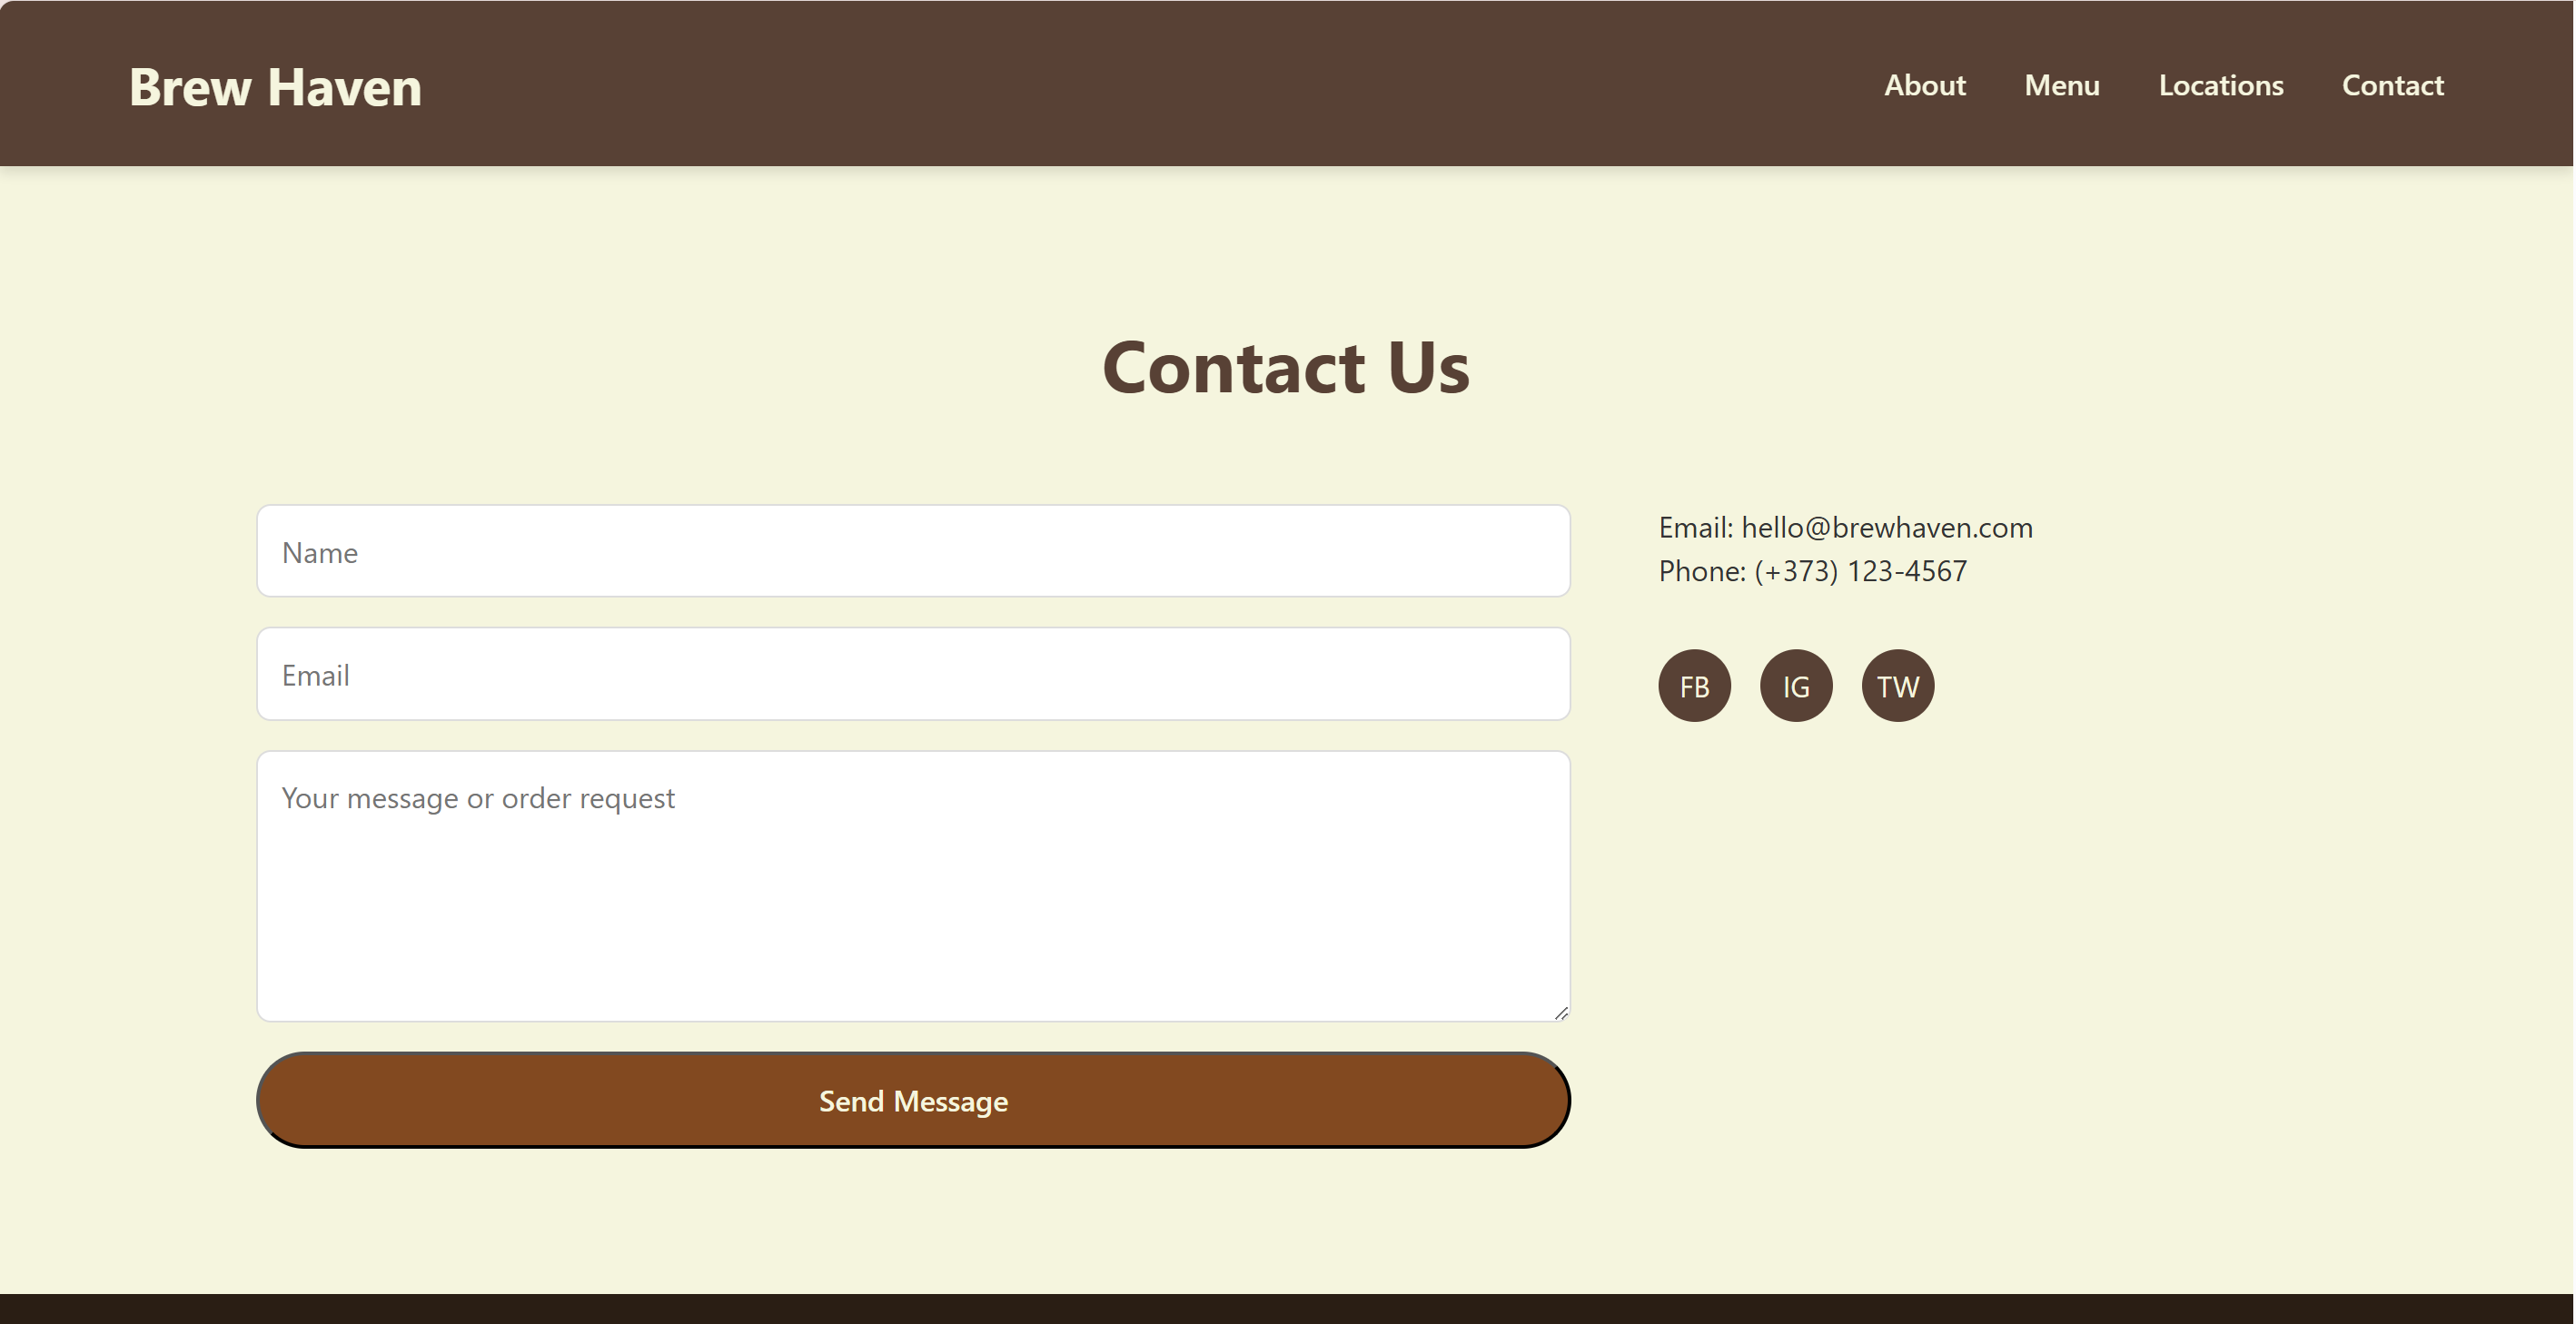 Brew Haven
About Menu Locations Contact
Contact Us
Name
Email
Your message or order request
Send Message
Email: hello@brewhaven.com
Phone: (+373) 123-4567
FB IG TW